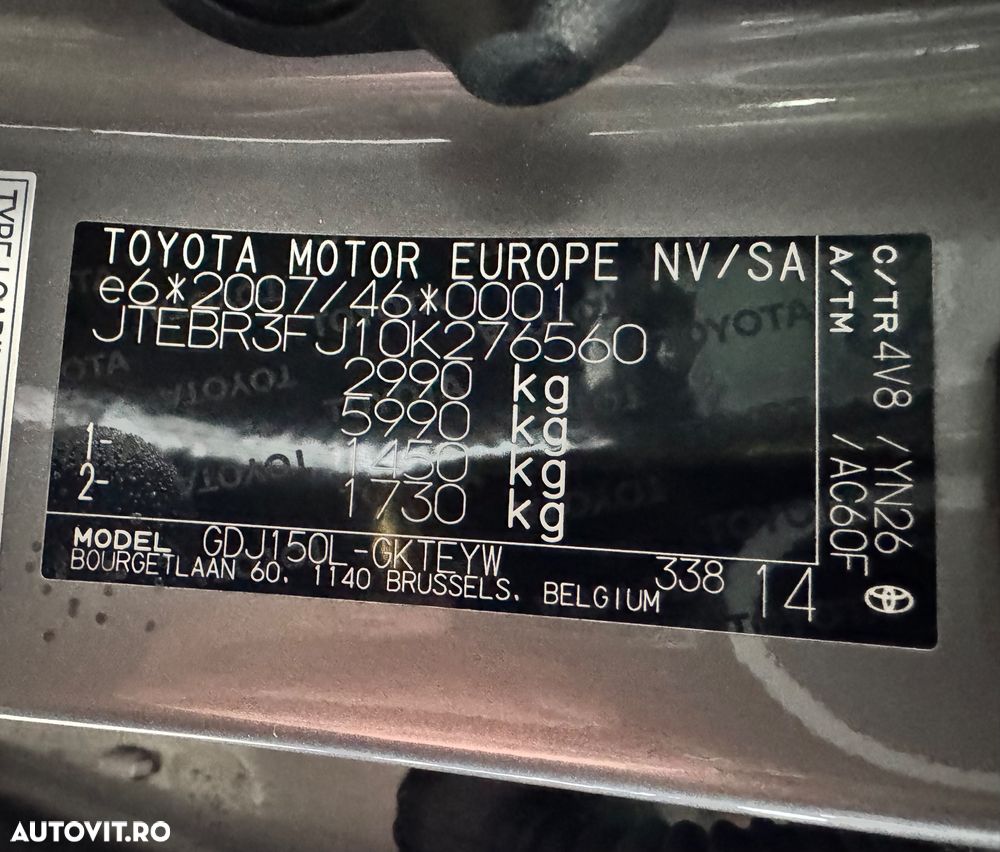 TOYOTA MOTOR EUROPE NV/SA
e6*2007/46*0001
JTEBR3FJ10K276560
2990 kg
5990 kg
1- 1450 kg
2- 1730 kg
MODEL GDJ150L-GKTEYW
BOURGETLAAN 60, 1140 BRUSSELS, BELGIUM
338 14
C/TR 4V8 /YN26
A/TM /AC60F
TOYOTA
AUTOVIT.RO